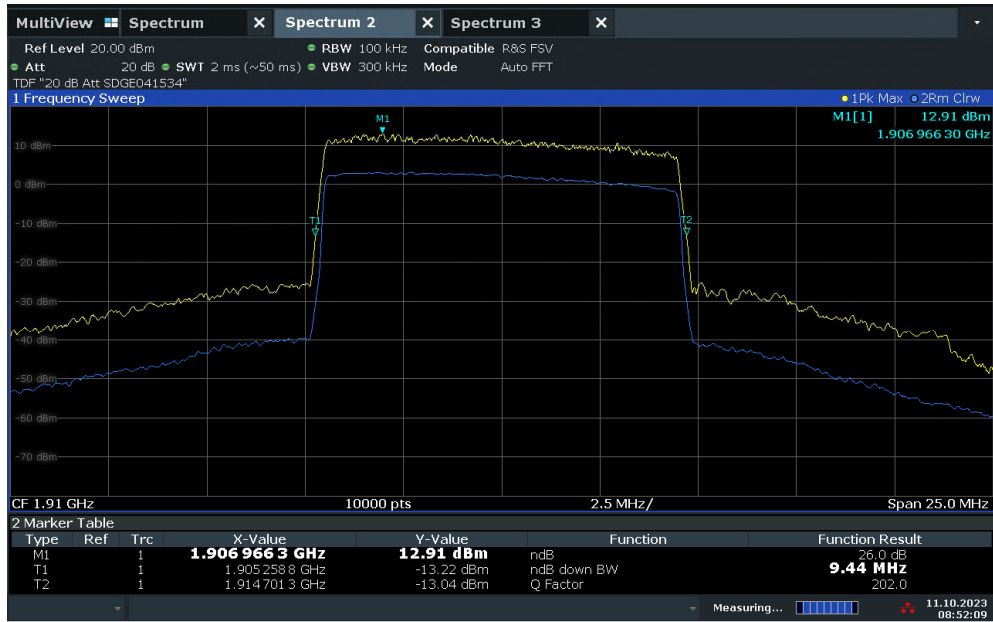 MultiView Spectrum × Spectrum 2 × Spectrum 3 ×
Ref Level 20.00 dBm RBW 100 kHz Compatible R&S FSV
Att 20 dB SWT 2 ms (~50 ms) VBW 300 kHz Mode Auto FFT
TDF "20 dB Att SDGE041534"
1 Frequency Sweep 1Pk Max 2Rm Clrw
M1[1] 12.91 dBm
1.906 966 30 GHz
M1
10 dBm
0 dBm
-10 dBm
T1 T2
-20 dBm
-30 dBm
-40 dBm
-50 dBm
-60 dBm
-70 dBm
CF 1.91 GHz 10000 pts 2.5 MHz/ Span 25.0 MHz
2 Marker Table
Type Ref Trc X-Value Y-Value Function Function Result
M1 1 1.906 966 3 GHz 12.91 dBm ndB 26.0 dB
T1 1 1.905 258 8 GHz -13.22 dBm ndB down BW 9.44 MHz
T2 1 1.914 701 3 GHz -13.04 dBm Q Factor 202.0
Measuring... 11.10.2023
08:52:09